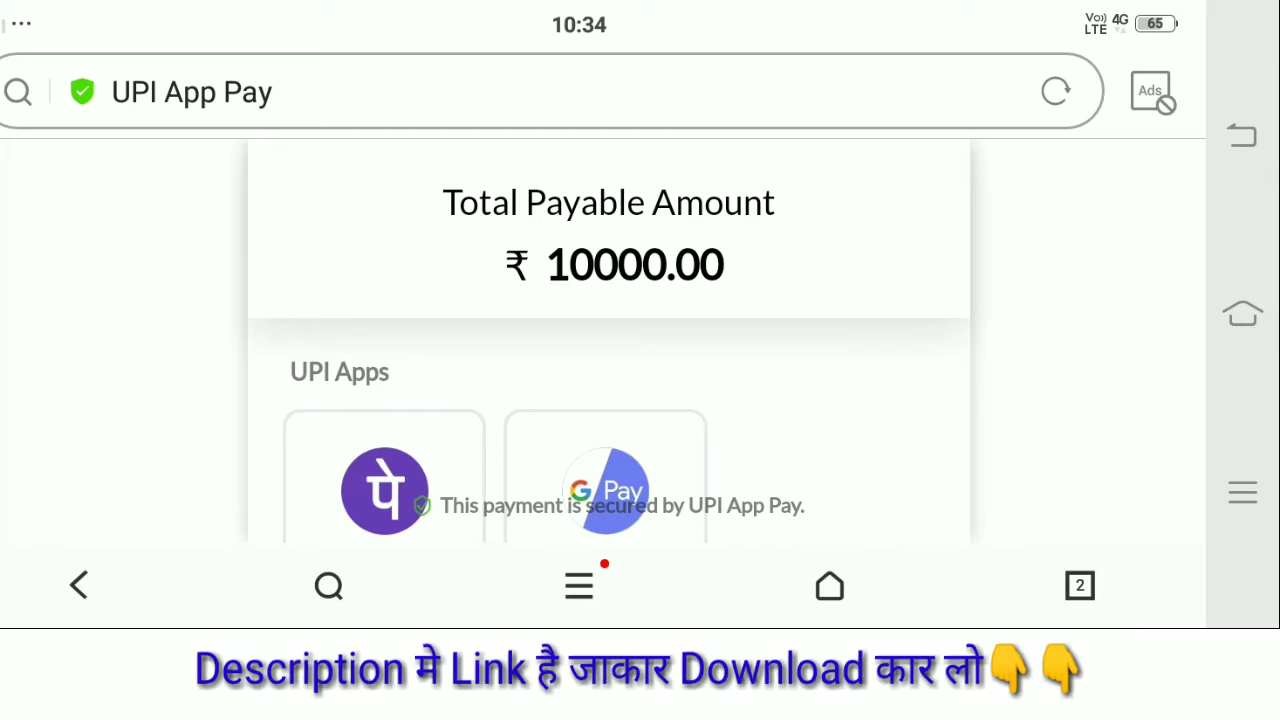 10:34
Vo)) 4G
LTE
65
UPI App Pay
Ads
Total Payable Amount
₹ 10000.00
UPI Apps
पे
G Pay
This payment is secured by UPI App Pay.
2
Description मे Link है जाकार Download कार लो👇👇